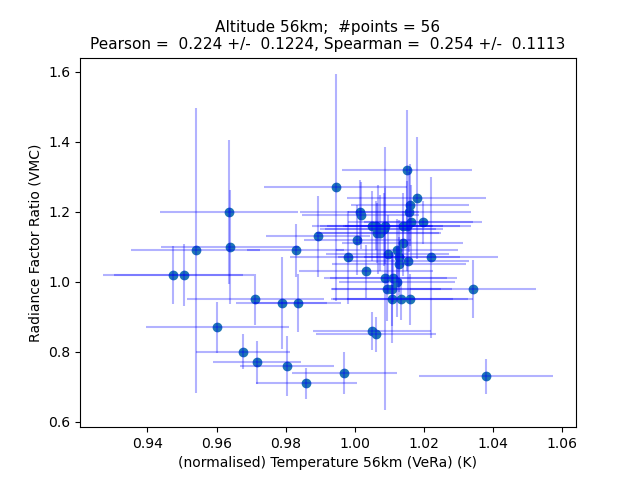 Altitude 56km;  #points = 56
Pearson =  0.224 +/-  0.1224, Spearman =  0.254 +/-  0.1113
Radiance Factor Ratio (VMC)
1.6
1.4
1.2
1.0
0.8
0.6
0.94 0.96 0.98 1.00 1.02 1.04 1.06
(normalised) Temperature 56km (VeRa) (K)